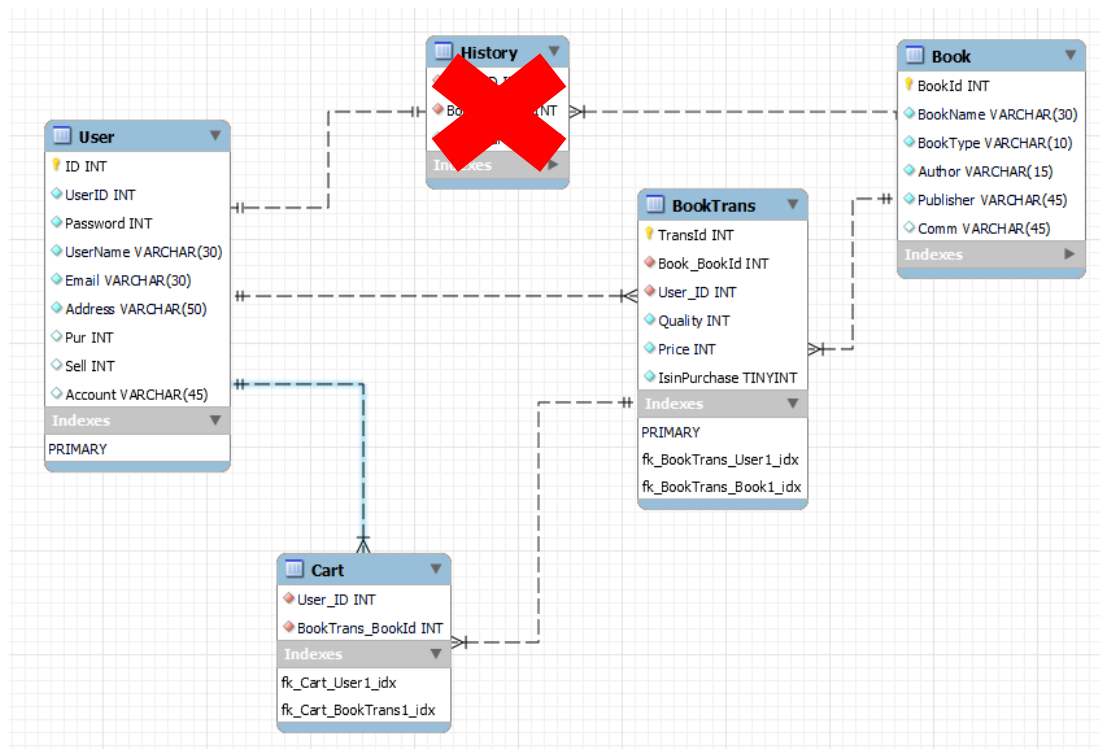 History
Indexes
User
ID INT
UserID INT
Password INT
UserName VARCHAR(30)
Email VARCHAR(30)
Address VARCHAR(50)
Pur INT
Sell INT
Account VARCHAR(45)
Indexes
PRIMARY
BookTrans
TransId INT
Book_BookId INT
User_ID INT
Quality INT
Price INT
IsinPurchase TINYINT
Indexes
PRIMARY
fk_BookTrans_User1_idx
fk_BookTrans_Book1_idx
Book
BookId INT
BookName VARCHAR(30)
BookType VARCHAR(10)
Author VARCHAR(15)
Publisher VARCHAR(45)
Comm VARCHAR(45)
Indexes
Cart
User_ID INT
BookTrans_BookId INT
Indexes
fk_Cart_User1_idx
fk_Cart_BookTrans1_idx